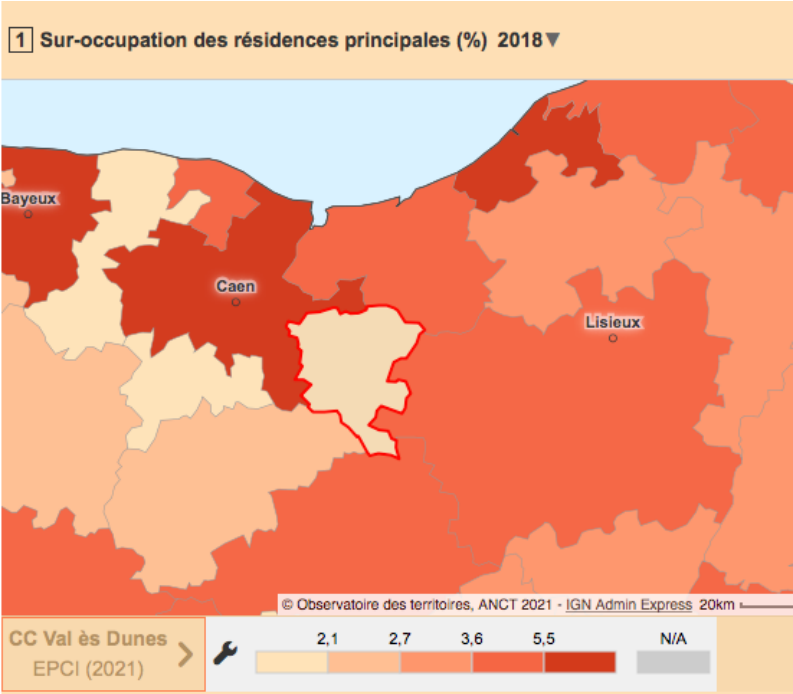 1 Sur-occupation des résidences principales (%) 2018▼
Bayeux
Caen
Lisieux
© Observatoire des territoires, ANCT 2021 - IGN Admin Express 20km
CC Val ès Dunes
EPCI (2021)
2,1 2,7 3,6 5,5 N/A